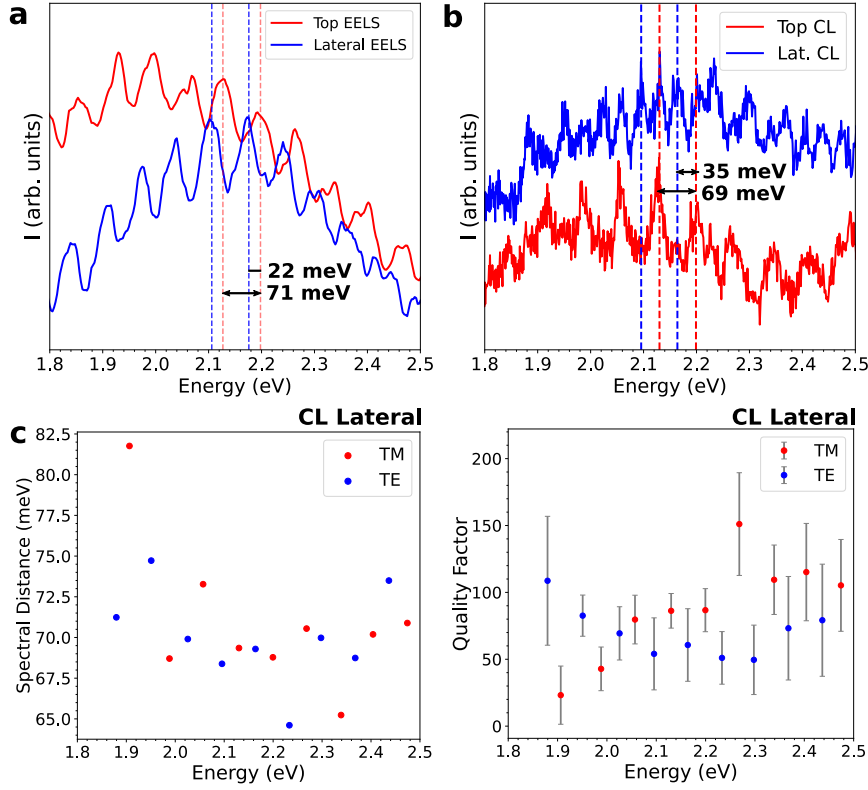 a
Top EELS
Lateral EELS
I (arb. units)
22 meV
71 meV
1.8 1.9 2.0 2.1 2.2 2.3 2.4 2.5
Energy (eV)
b
Top CL
Lat. CL
I (arb. units)
35 meV
69 meV
1.8 1.9 2.0 2.1 2.2 2.3 2.4 2.5
Energy (eV)
c
CL Lateral
TM
TE
Spectral Distance (meV)
82.5
80.0
77.5
75.0
72.5
70.0
67.5
65.0
1.8 1.9 2.0 2.1 2.2 2.3 2.4 2.5
Energy (eV)
CL Lateral
TM
TE
Quality Factor
200
150
100
50
0
1.8 1.9 2.0 2.1 2.2 2.3 2.4 2.5
Energy (eV)